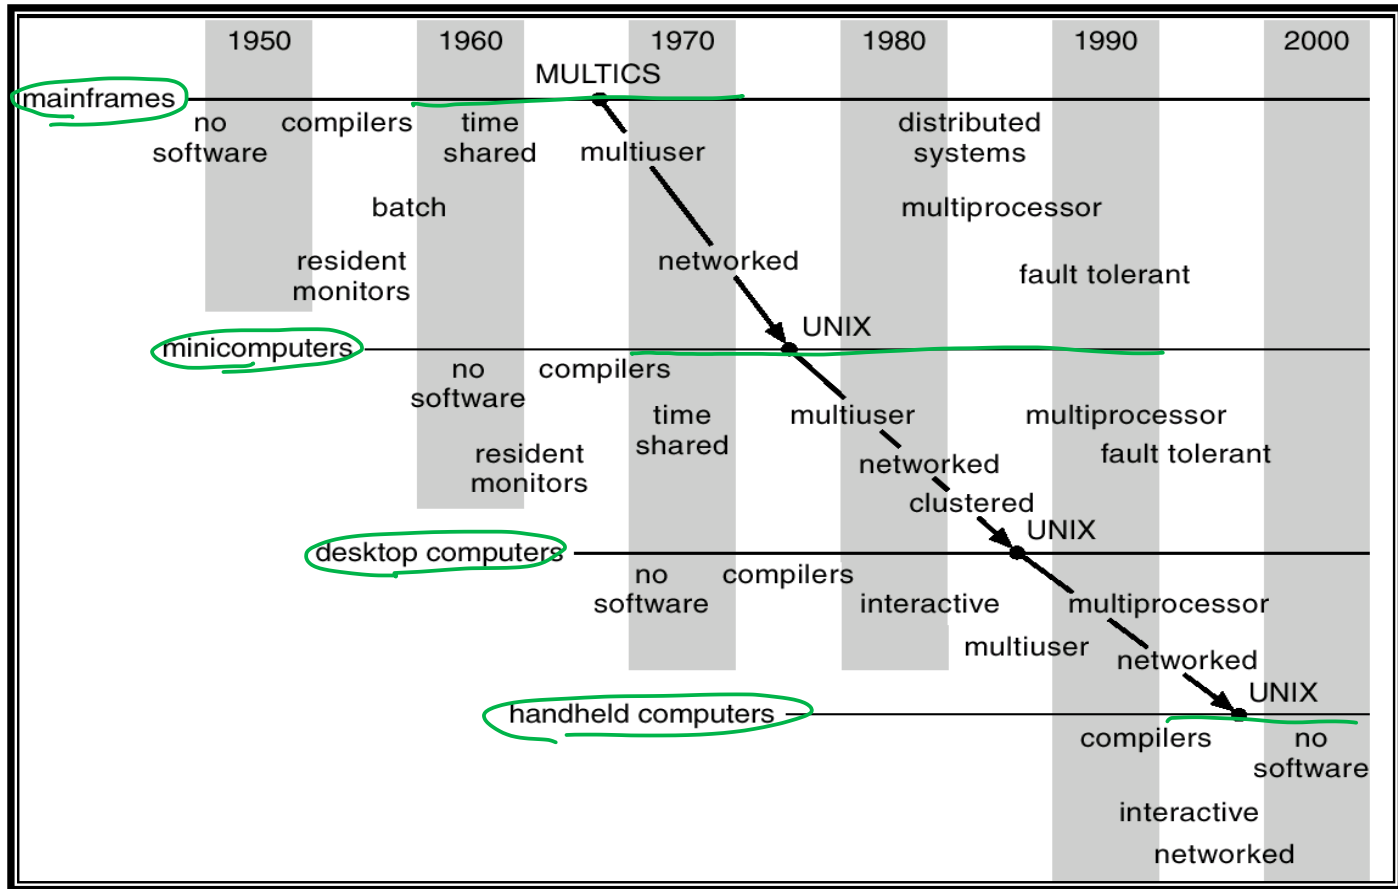 1950 1960 1970 1980 1990 2000
MULTICS
mainframes
no compilers time distributed
software shared multiuser systems
batch multiprocessor
resident networked fault tolerant
monitors
UNIX
minicomputers
no compilers
software time multiuser multiprocessor
shared
resident networked fault tolerant
monitors
clustered
UNIX
desktop computers
no compilers
software interactive multiprocessor
multiuser networked
UNIX
handheld computers
compilers no
software
interactive
networked